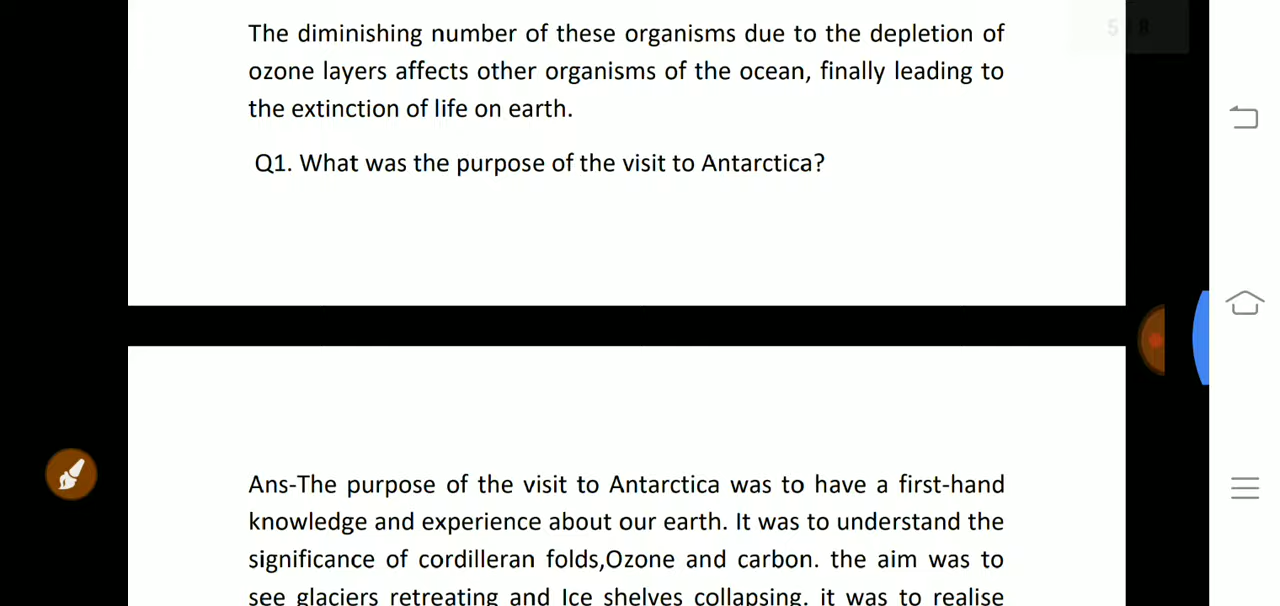 The diminishing number of these organisms due to the depletion of
ozone layers affects other organisms of the ocean, finally leading to
the extinction of life on earth.
Q1. What was the purpose of the visit to Antarctica?
5 8
Ans-The purpose of the visit to Antarctica was to have a first-hand
knowledge and experience about our earth. It was to understand the
significance of cordilleran folds,Ozone and carbon. the aim was to
see glaciers retreating and Ice shelves collapsing. it was to realise